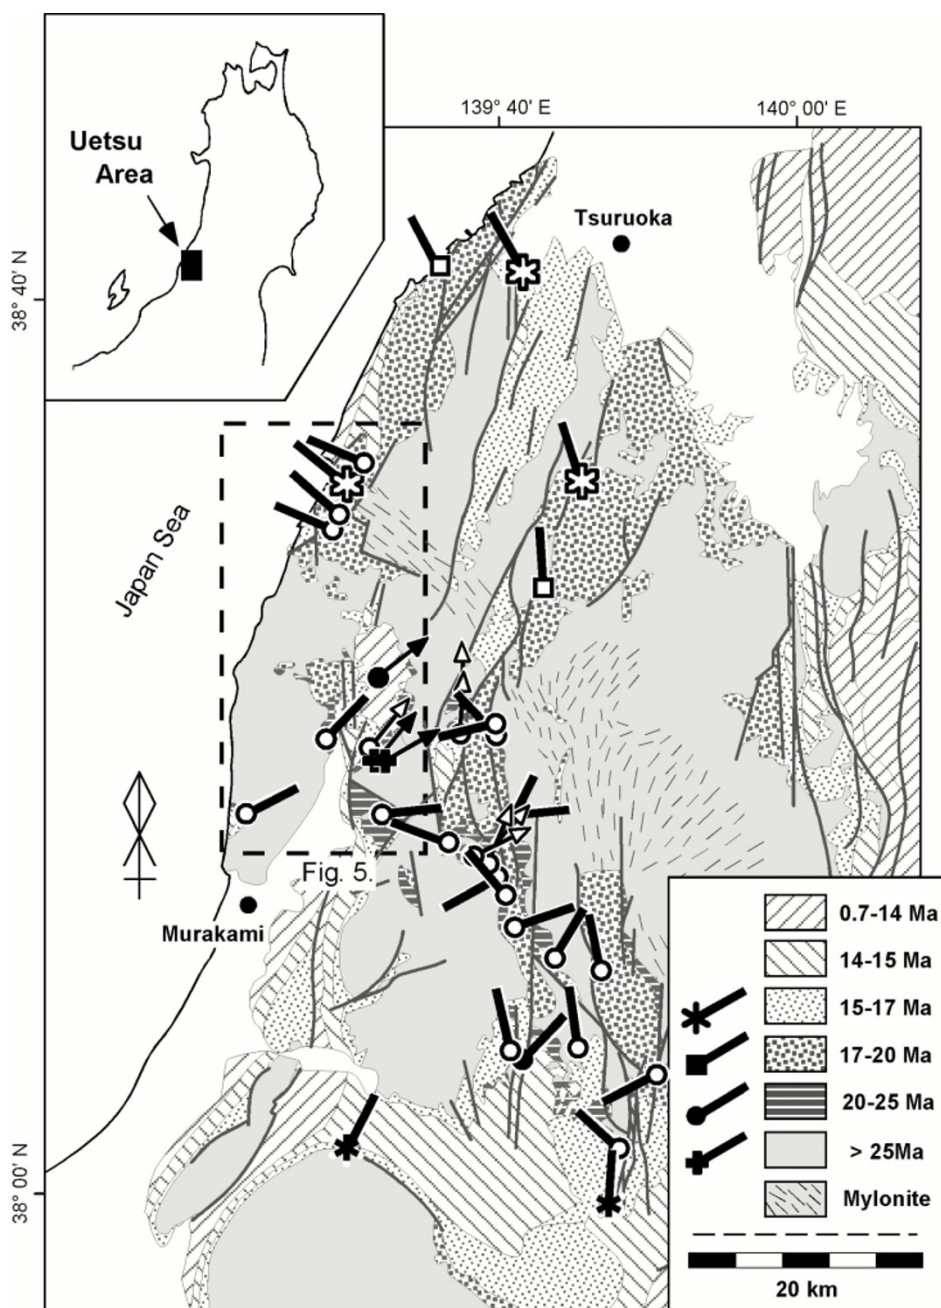 139° 40' E
140° 00' E
Uetsu
Area
Tsuruoka
38° 40' N
Japan Sea
Fig. 5.
Murakami
38° 00' N
0.7-14 Ma
14-15 Ma
15-17 Ma
17-20 Ma
20-25 Ma
> 25Ma
Mylonite
20 km